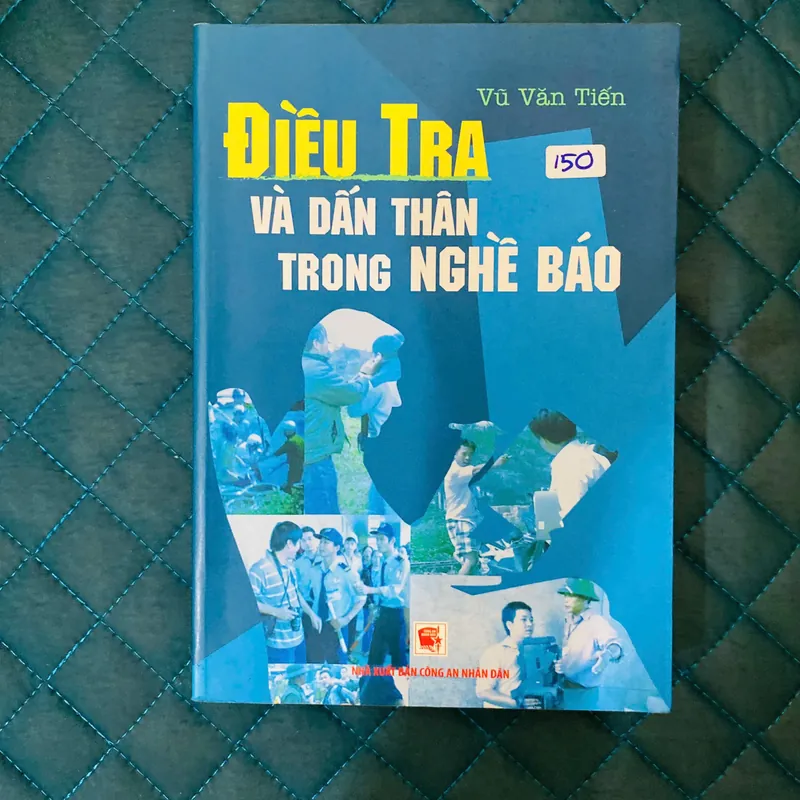 Vũ Văn Tiến
ĐIỀU TRA
150
VÀ DẤN THÂN
TRONG NGHỀ BÁO
NHÀ XUẤT BẢN CÔNG AN NHÂN DÂN